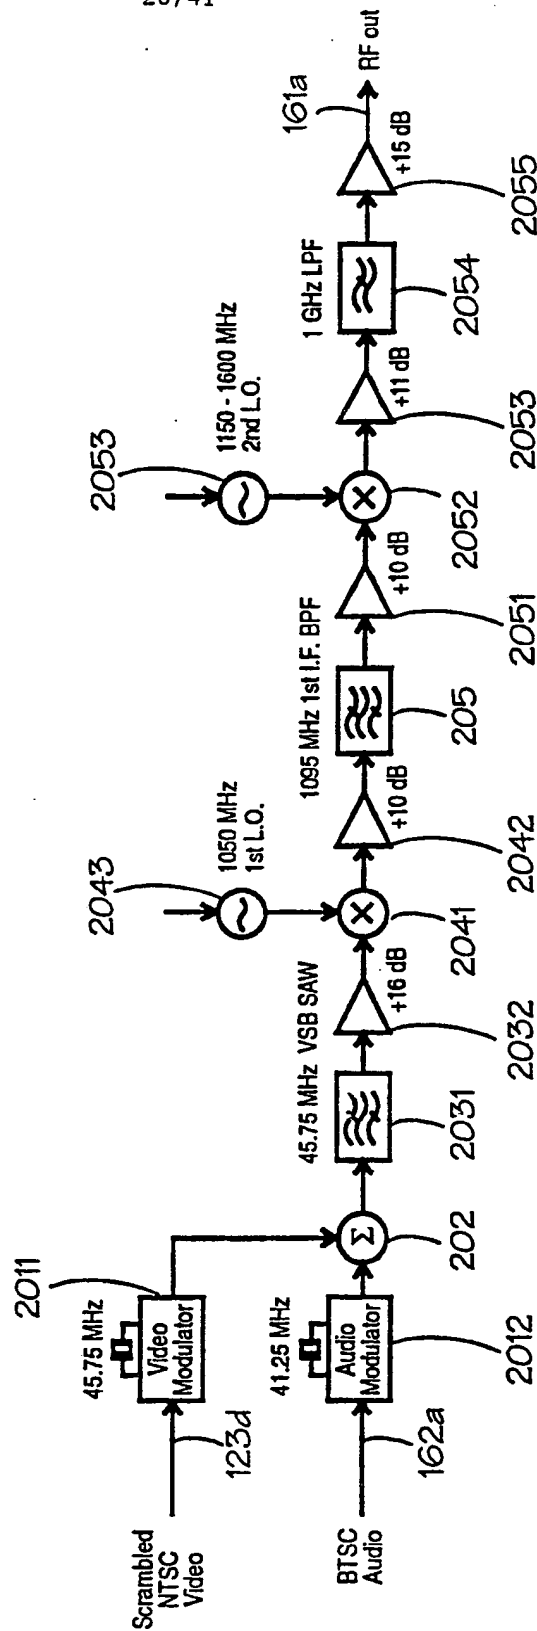 20/41
Scrambled
NTSC
Video
123d
45.75 MHz
2011
Video
Modulator
BTSC
Audio
162a
41.25 MHz
Audio
Modulator
2012
Σ
202
45.75 MHz VSB SAW
2031
+16 dB
2032
2043
1050 MHz
1st L.O.
2041
+10 dB
2042
1095 MHz 1st I.F. BPF
205
+10 dB
2051
2053
1150 - 1600 MHz
2nd L.O.
2052
+11 dB
2053
1 GHz LPF
2054
+15 dB
2055
161a
RF out